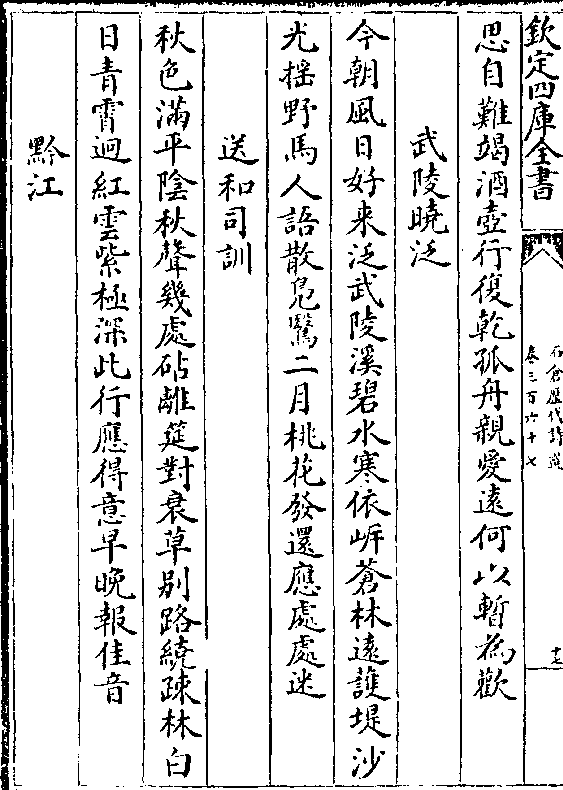 欽定四庫全書
石倉歷代詩選
卷三百六十七
十七
思自難竭酒壺行復乾孤舟親愛遠何以暫為歡
武陵曉泛
今朝風日好来泛武陵溪碧水寒依岍蒼林遠護堤沙
光揺野馬人語散鳬鷖二月桃花發還應處處迷
送和司訓
秋色滿平陰秋聲幾處砧離筵對衰草别路繞疎林白
日青霄迥紅雲紫極深此行應得意早晚報佳音
黔江